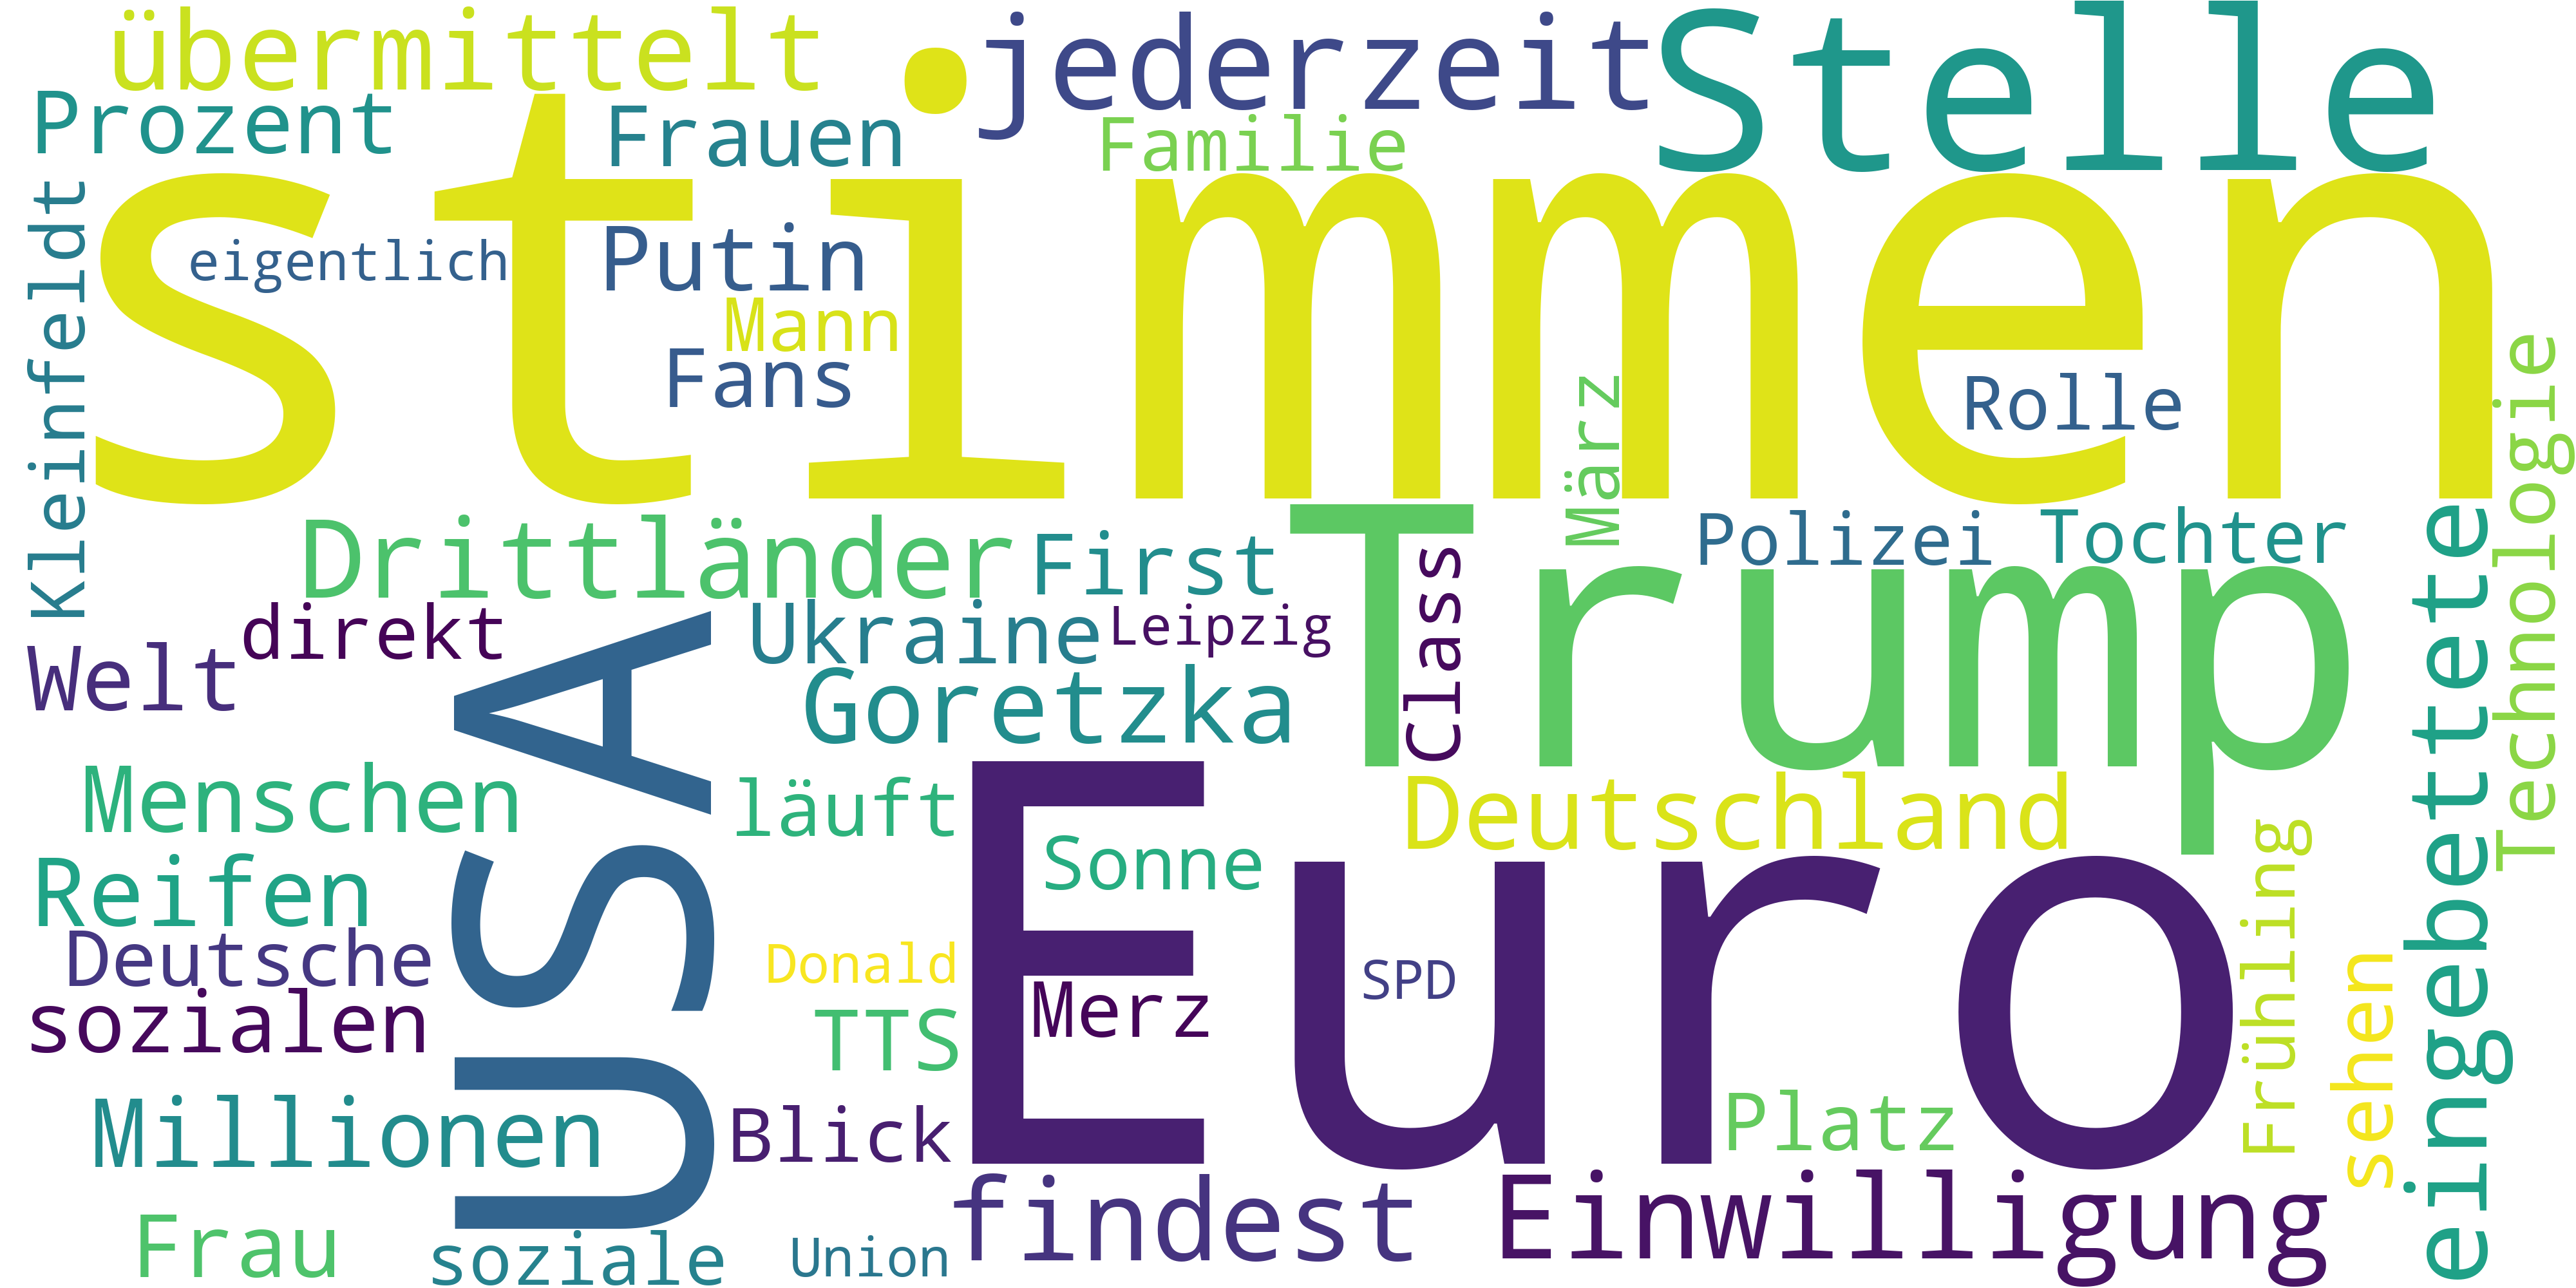 übermittelt
jederzeit
Stelle
Prozent
Frauen
Familie
stimmen
Kleinfeldt
eigentlich
Putin
Mann
Fans
März
Rolle
Technologie
Drittländer
First
Trump
Polizei
Tochter
eingebettete
direkt
Ukraine
Leipzig
Class
Welt
USA
Goretzka
Menschen
läuft
Euro
Deutschland
Sonne
Frühling
Reifen
Deutsche
Donald
SPD
sehen
sozialen
TTS
Merz
Millionen
Blick
Platz
findest
Einwilligung
Frau
soziale
Union